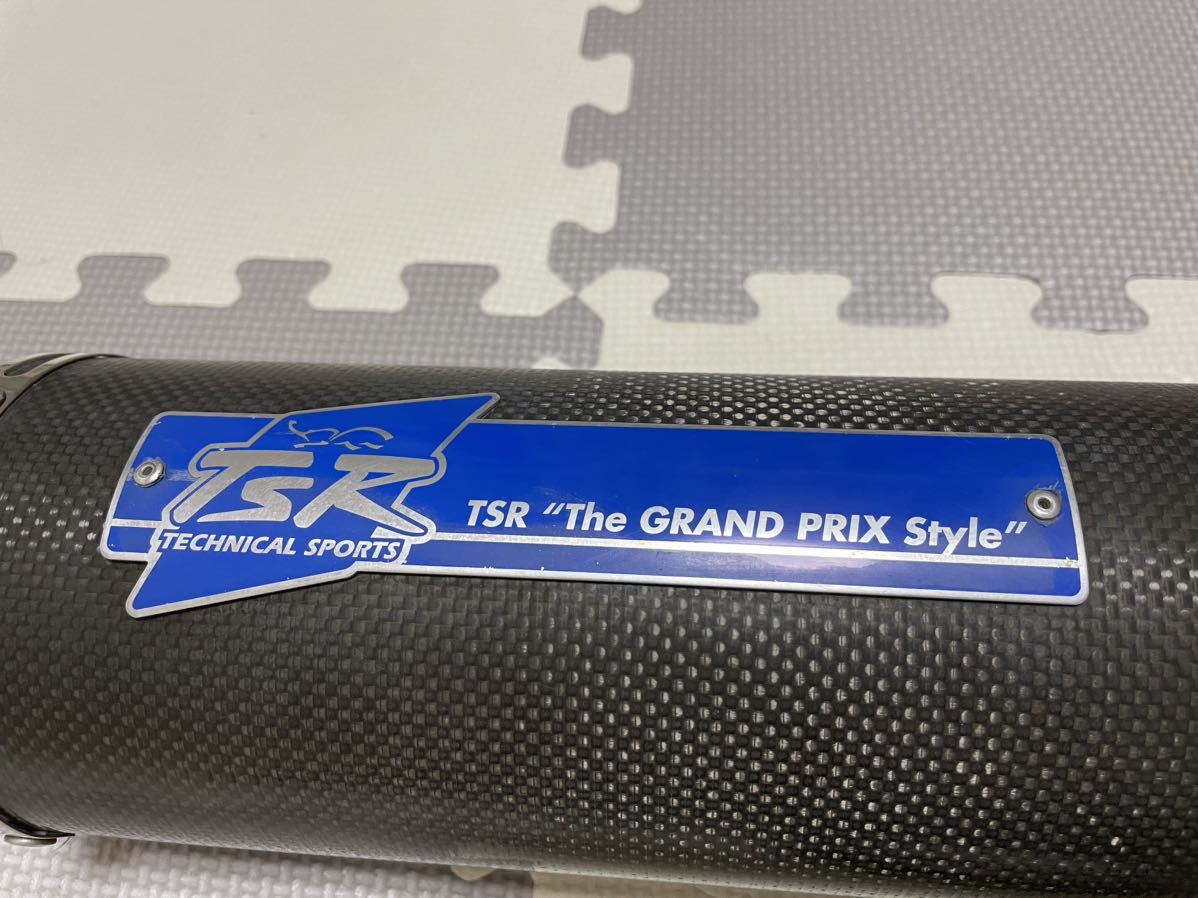 TSR
TECHNICAL SPORTS
TSR “The GRAND PRIX Style”